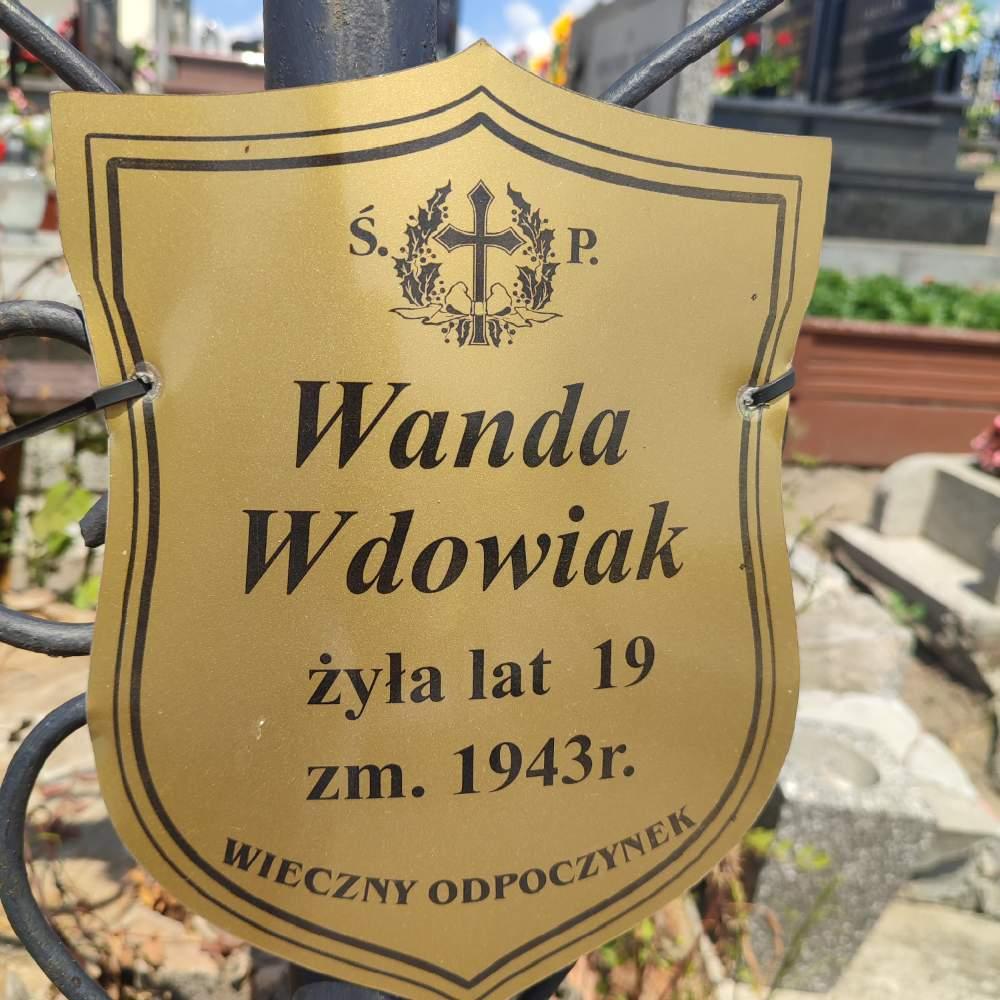 Ś. P.
Wanda
Wdowiak
żyła lat 19
zm. 1943r.
WIECZNY ODPOCZYNEK